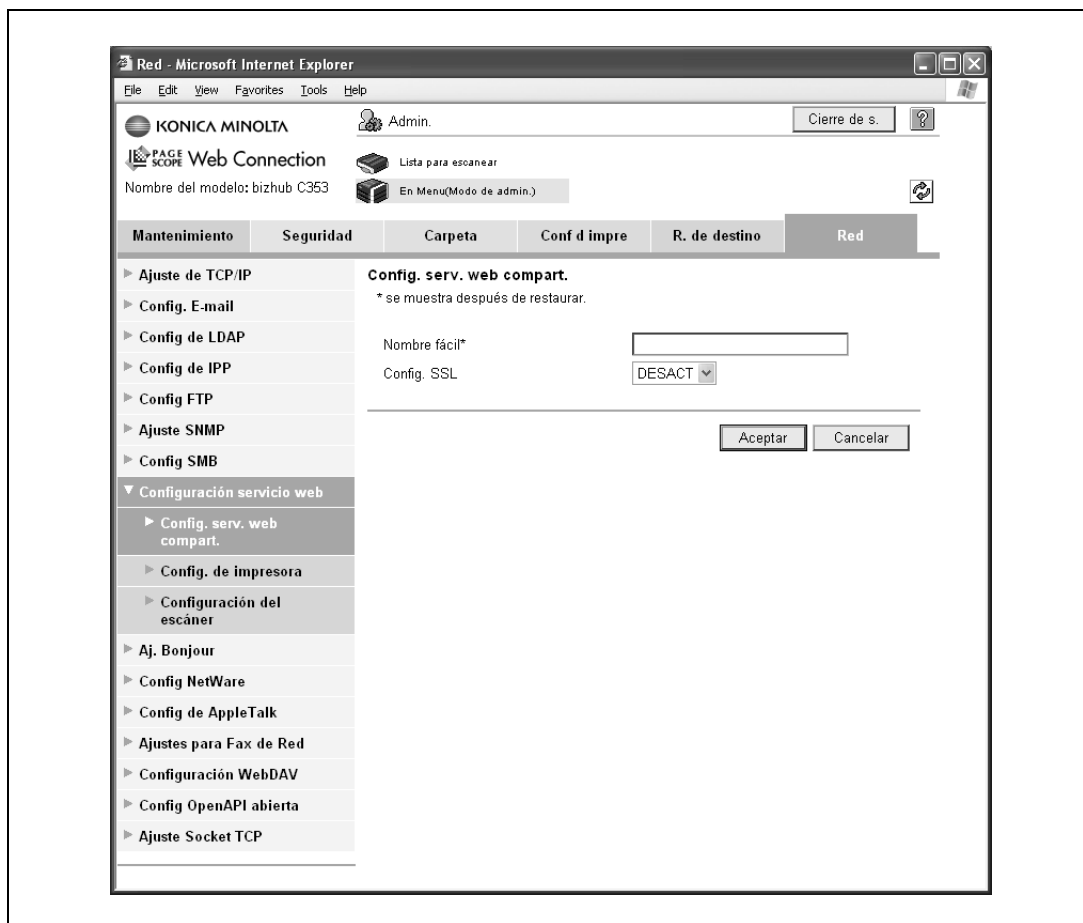 Red - Microsoft Internet Explorer
File Edit View Favorites Tools Help
KONICA MINOLTA
Admin.
Cierre de s.
?
PAGE SCOPE Web Connection
Lista para escanear
Nombre del modelo: bizhub C353
En Menu(Modo de admin.)
Mantenimiento Seguridad Carpeta Conf d impre R. de destino Red
Ajuste de TCP/IP
Config. E-mail
Config de LDAP
Config de IPP
Config FTP
Ajuste SNMP
Config SMB
Configuración servicio web
Config. serv. web
compart.
Config. de impresora
Configuración del
escáner
Aj. Bonjour
Config NetWare
Config de AppleTalk
Ajustes para Fax de Red
Configuración WebDAV
Config OpenAPI abierta
Ajuste Socket TCP
Config. serv. web compart.
* se muestra después de restaurar.
Nombre fácil*
Config. SSL DESACT
Aceptar Cancelar